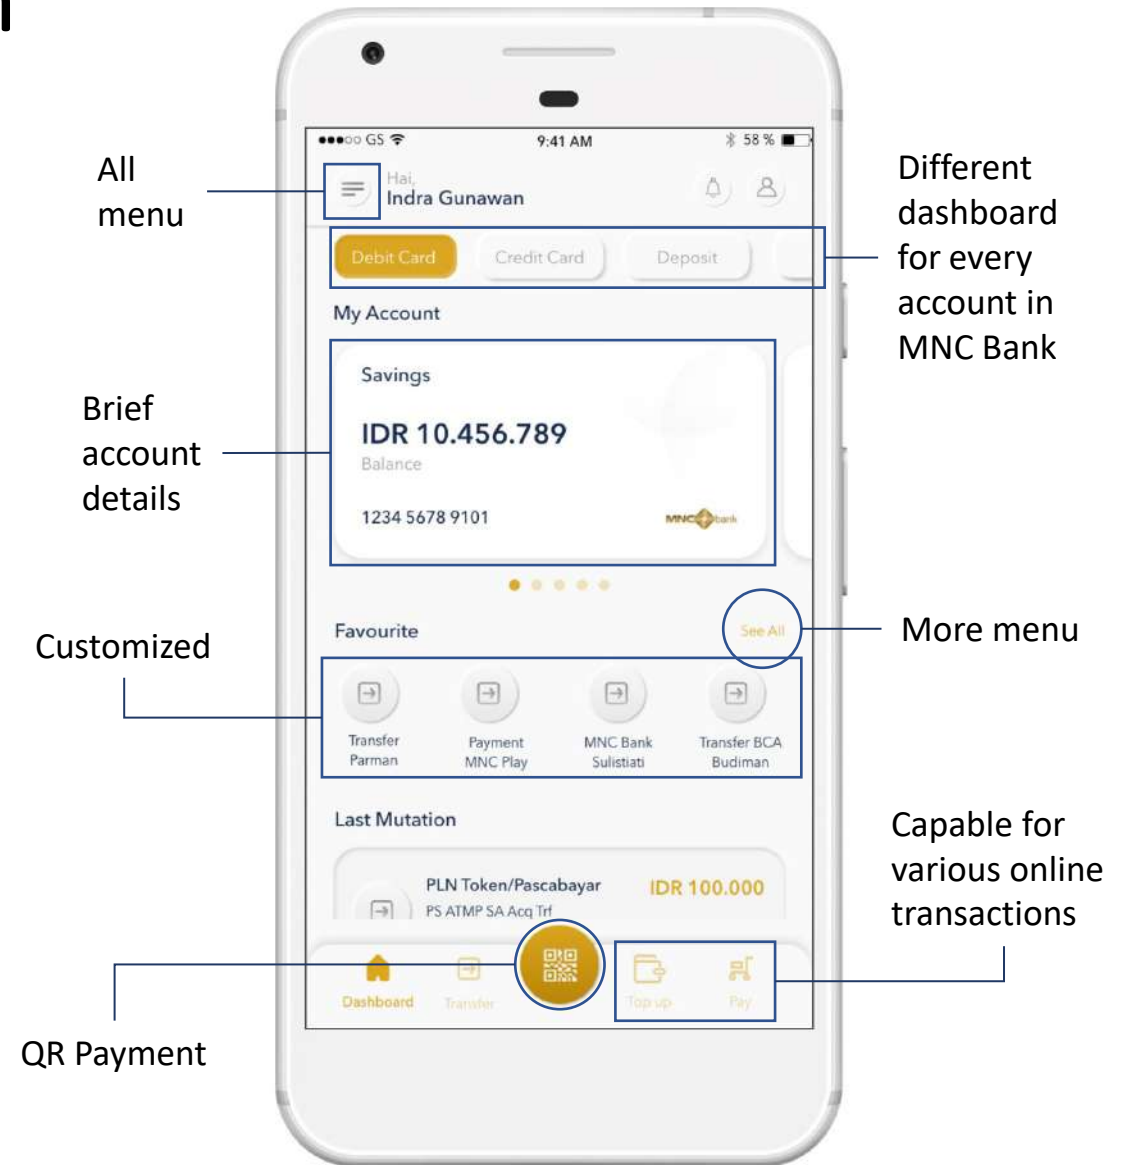 GS
9:41 AM
58 %
All
menu
Hai,
Indra Gunawan
Different
dashboard
for every
account in
MNC Bank
Debit Card
Credit Card
Deposit
My Account
Savings
IDR 10.456.789
Balance
1234 5678 9101
MNC bank
Brief
account
details
Customized
Favourite
See All
More menu
Transfer
Parman
Payment
MNC Play
MNC Bank
Sulistiati
Transfer BCA
Budiman
Last Mutation
PLN Token/Pascabayar
IDR 100.000
PS ATMP SA Acq Trf
Capable for
various online
transactions
Dashboard
Transfer
Top up
Pay
QR Payment